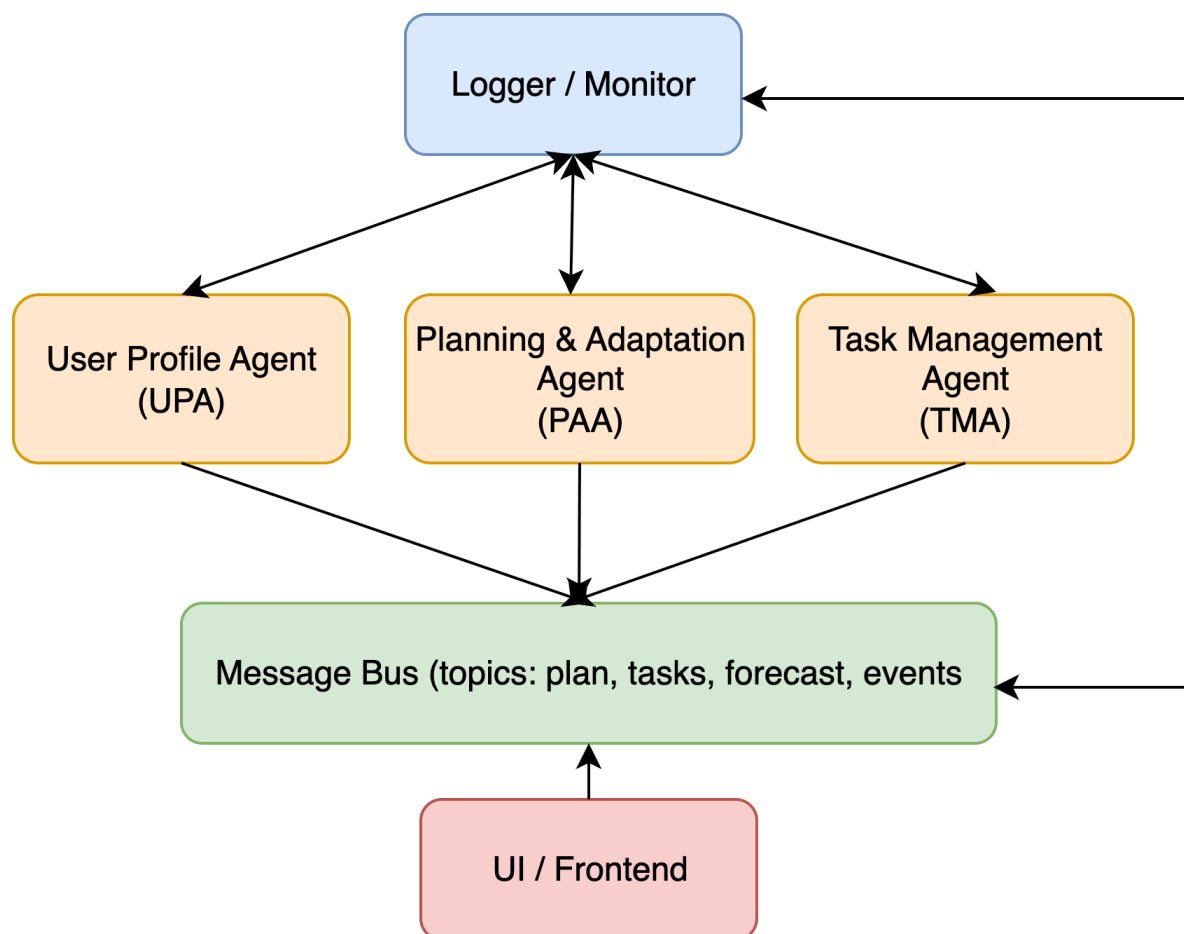 Logger / Monitor
User Profile Agent
(UPA)
Planning & Adaptation
Agent
(PAA)
Task Management
Agent
(TMA)
Message Bus (topics: plan, tasks, forecast, events
UI / Frontend